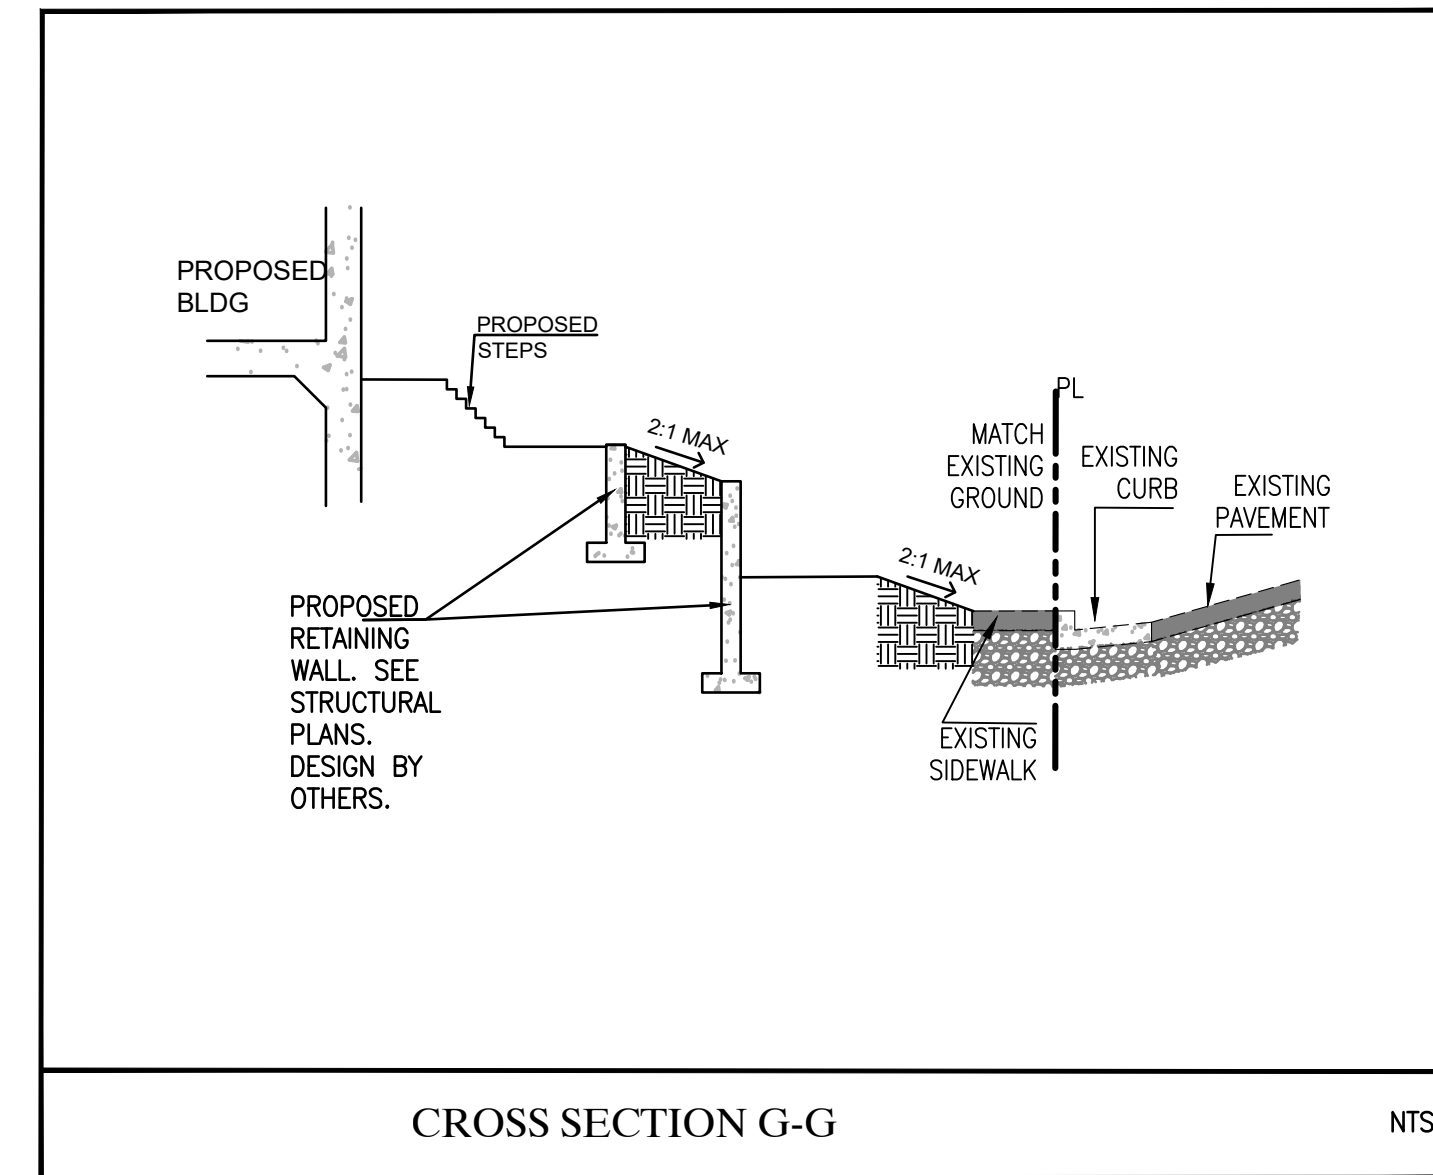 PROPOSED
BLDG
PROPOSED
STEPS
2:1 MAX
PL
MATCH
EXISTING
GROUND
EXISTING
CURB
EXISTING
PAVEMENT
2:1 MAX
PROPOSED
RETAINING
WALL. SEE
STRUCTURAL
PLANS.
DESIGN BY
OTHERS.
EXISTING
SIDEWALK
CROSS SECTION G-G
NTS